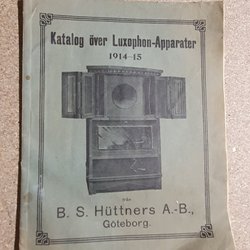 Katalog över Luxophon-Apparater
1914-15
från
B. S. Hüttners A.-B.,
Göteborg.